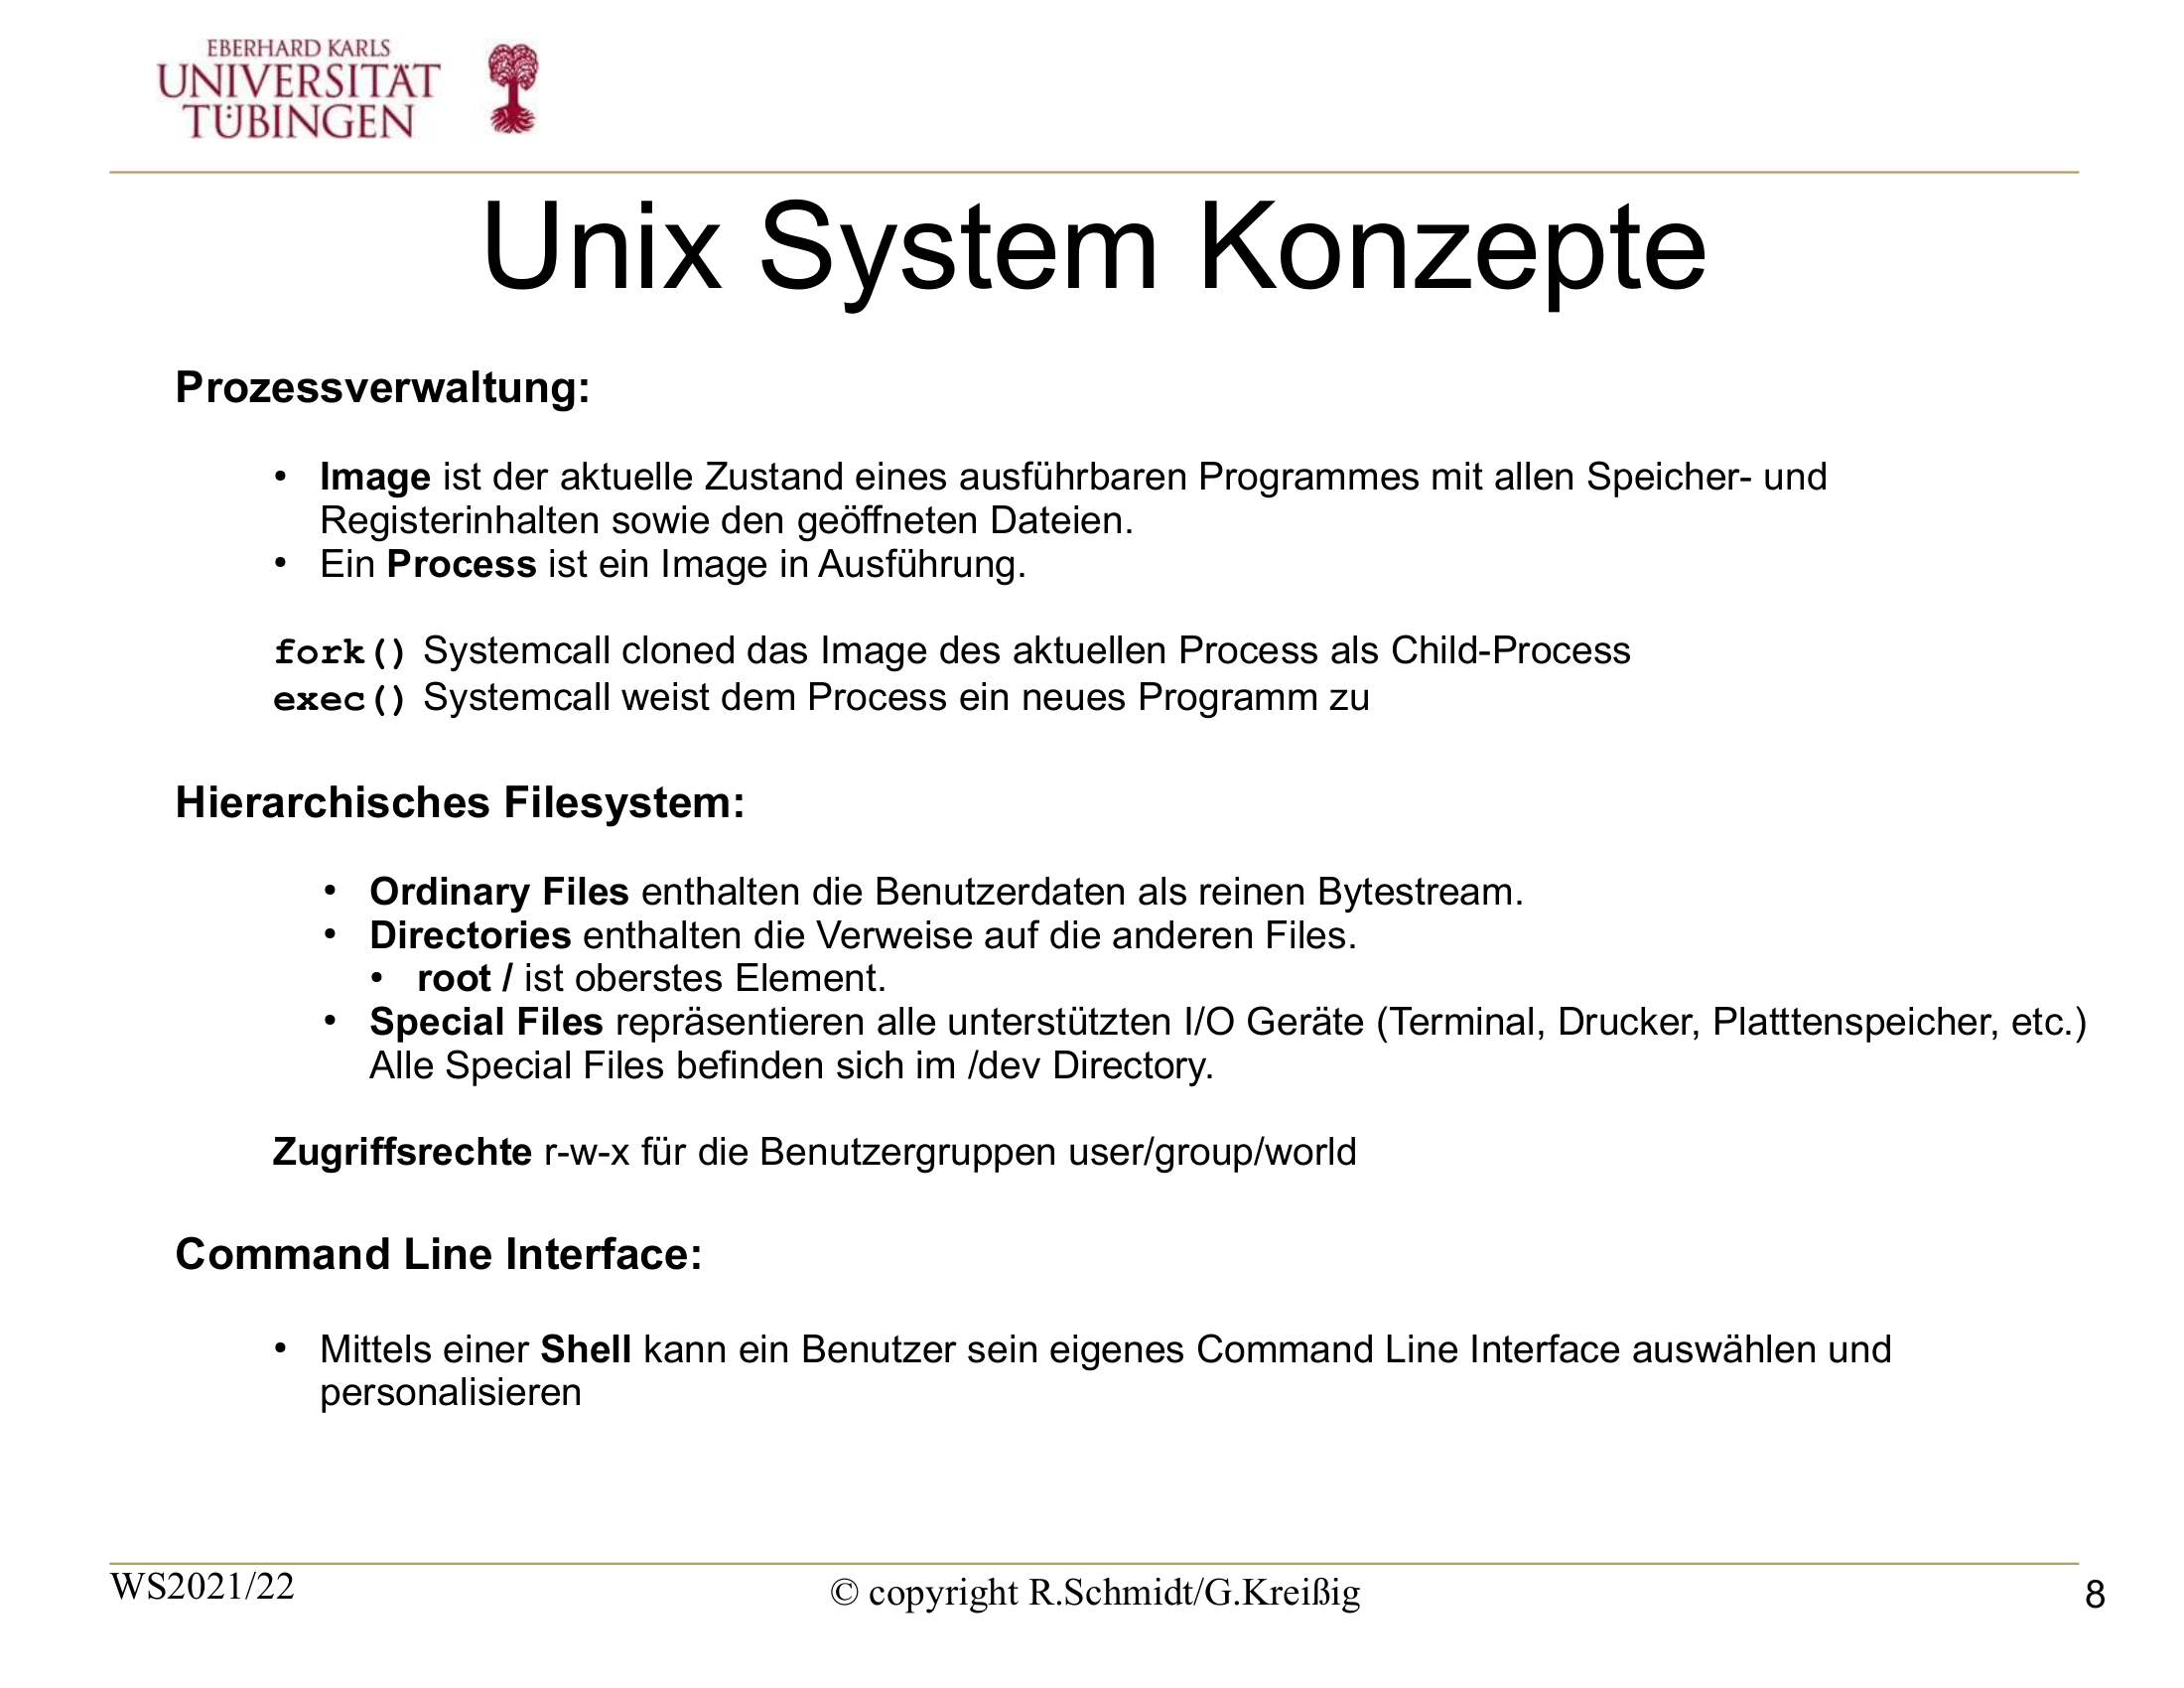 EBERHARD KARLS
UNIVERSITÄT
TÜBINGEN
Unix System Konzepte
Prozessverwaltung:
• Image ist der aktuelle Zustand eines ausführbaren Programmes mit allen Speicher- und
Registerinhalten sowie den geöffneten Dateien.
• Ein Process ist ein Image in Ausführung.
fork() Systemcall cloned das Image des aktuellen Process als Child-Process
exec() Systemcall weist dem Process ein neues Programm zu
Hierarchisches Filesystem:
• Ordinary Files enthalten die Benutzerdaten als reinen Bytestream.
• Directories enthalten die Verweise auf die anderen Files.
• root / ist oberstes Element.
• Special Files repräsentieren alle unterstützten I/O Geräte (Terminal, Drucker, Platttenspeicher, etc.)
Alle Special Files befinden sich im /dev Directory.
Zugriffsrechte r-w-x für die Benutzergruppen user/group/world
Command Line Interface:
• Mittels einer Shell kann ein Benutzer sein eigenes Command Line Interface auswählen und
personalisieren
WS2021/22
© copyright R.Schmidt/G.Kreißig
8